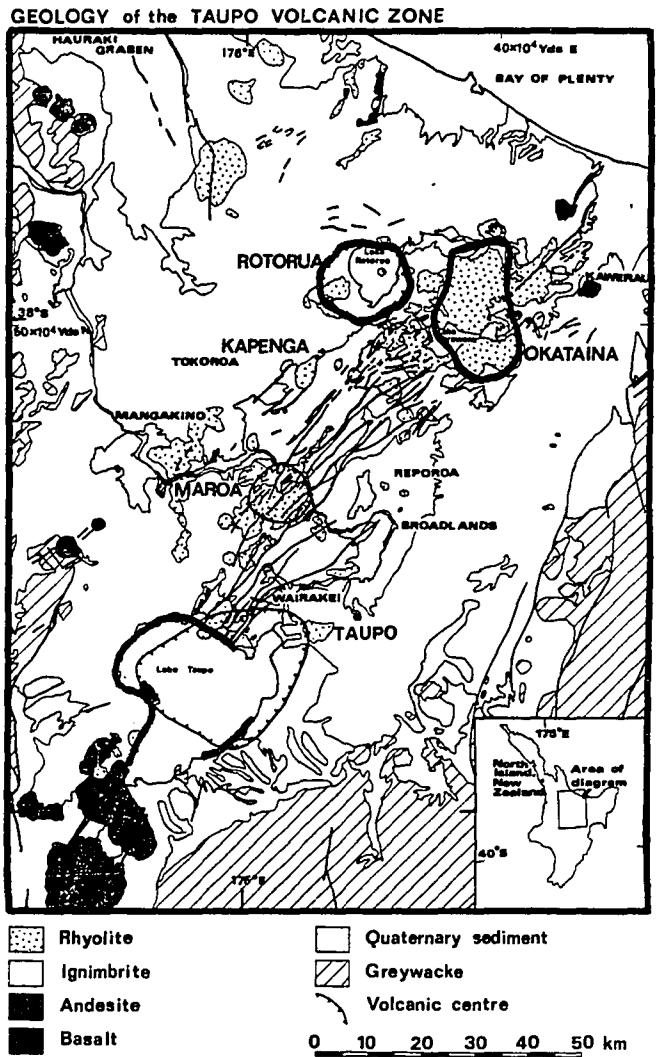 GEOLOGY of the TAUPO VOLCANIC ZONE
HAURAKI
GRABEN
176°E
40×10⁴ Yds E
BAY OF PLENTY
ROTORUA
Lake
Rotorua
KAWERAU
38°S
60×10⁴ Yds N
KAPENGA
TOKOROA
Lake
OKATAINA
MANGAKINO
MAROA
REPOROA
BROADLANDS
WAIRAKEI
TAUPO
Lake Taupo
175°E
North
Island,
New
Zealand
Area of
diagram
40°S
176°E
Rhyolite
Ignimbrite
Andesite
Basalt
Quaternary sediment
Greywacke
Volcanic centre
0 10 20 30 40 50 km